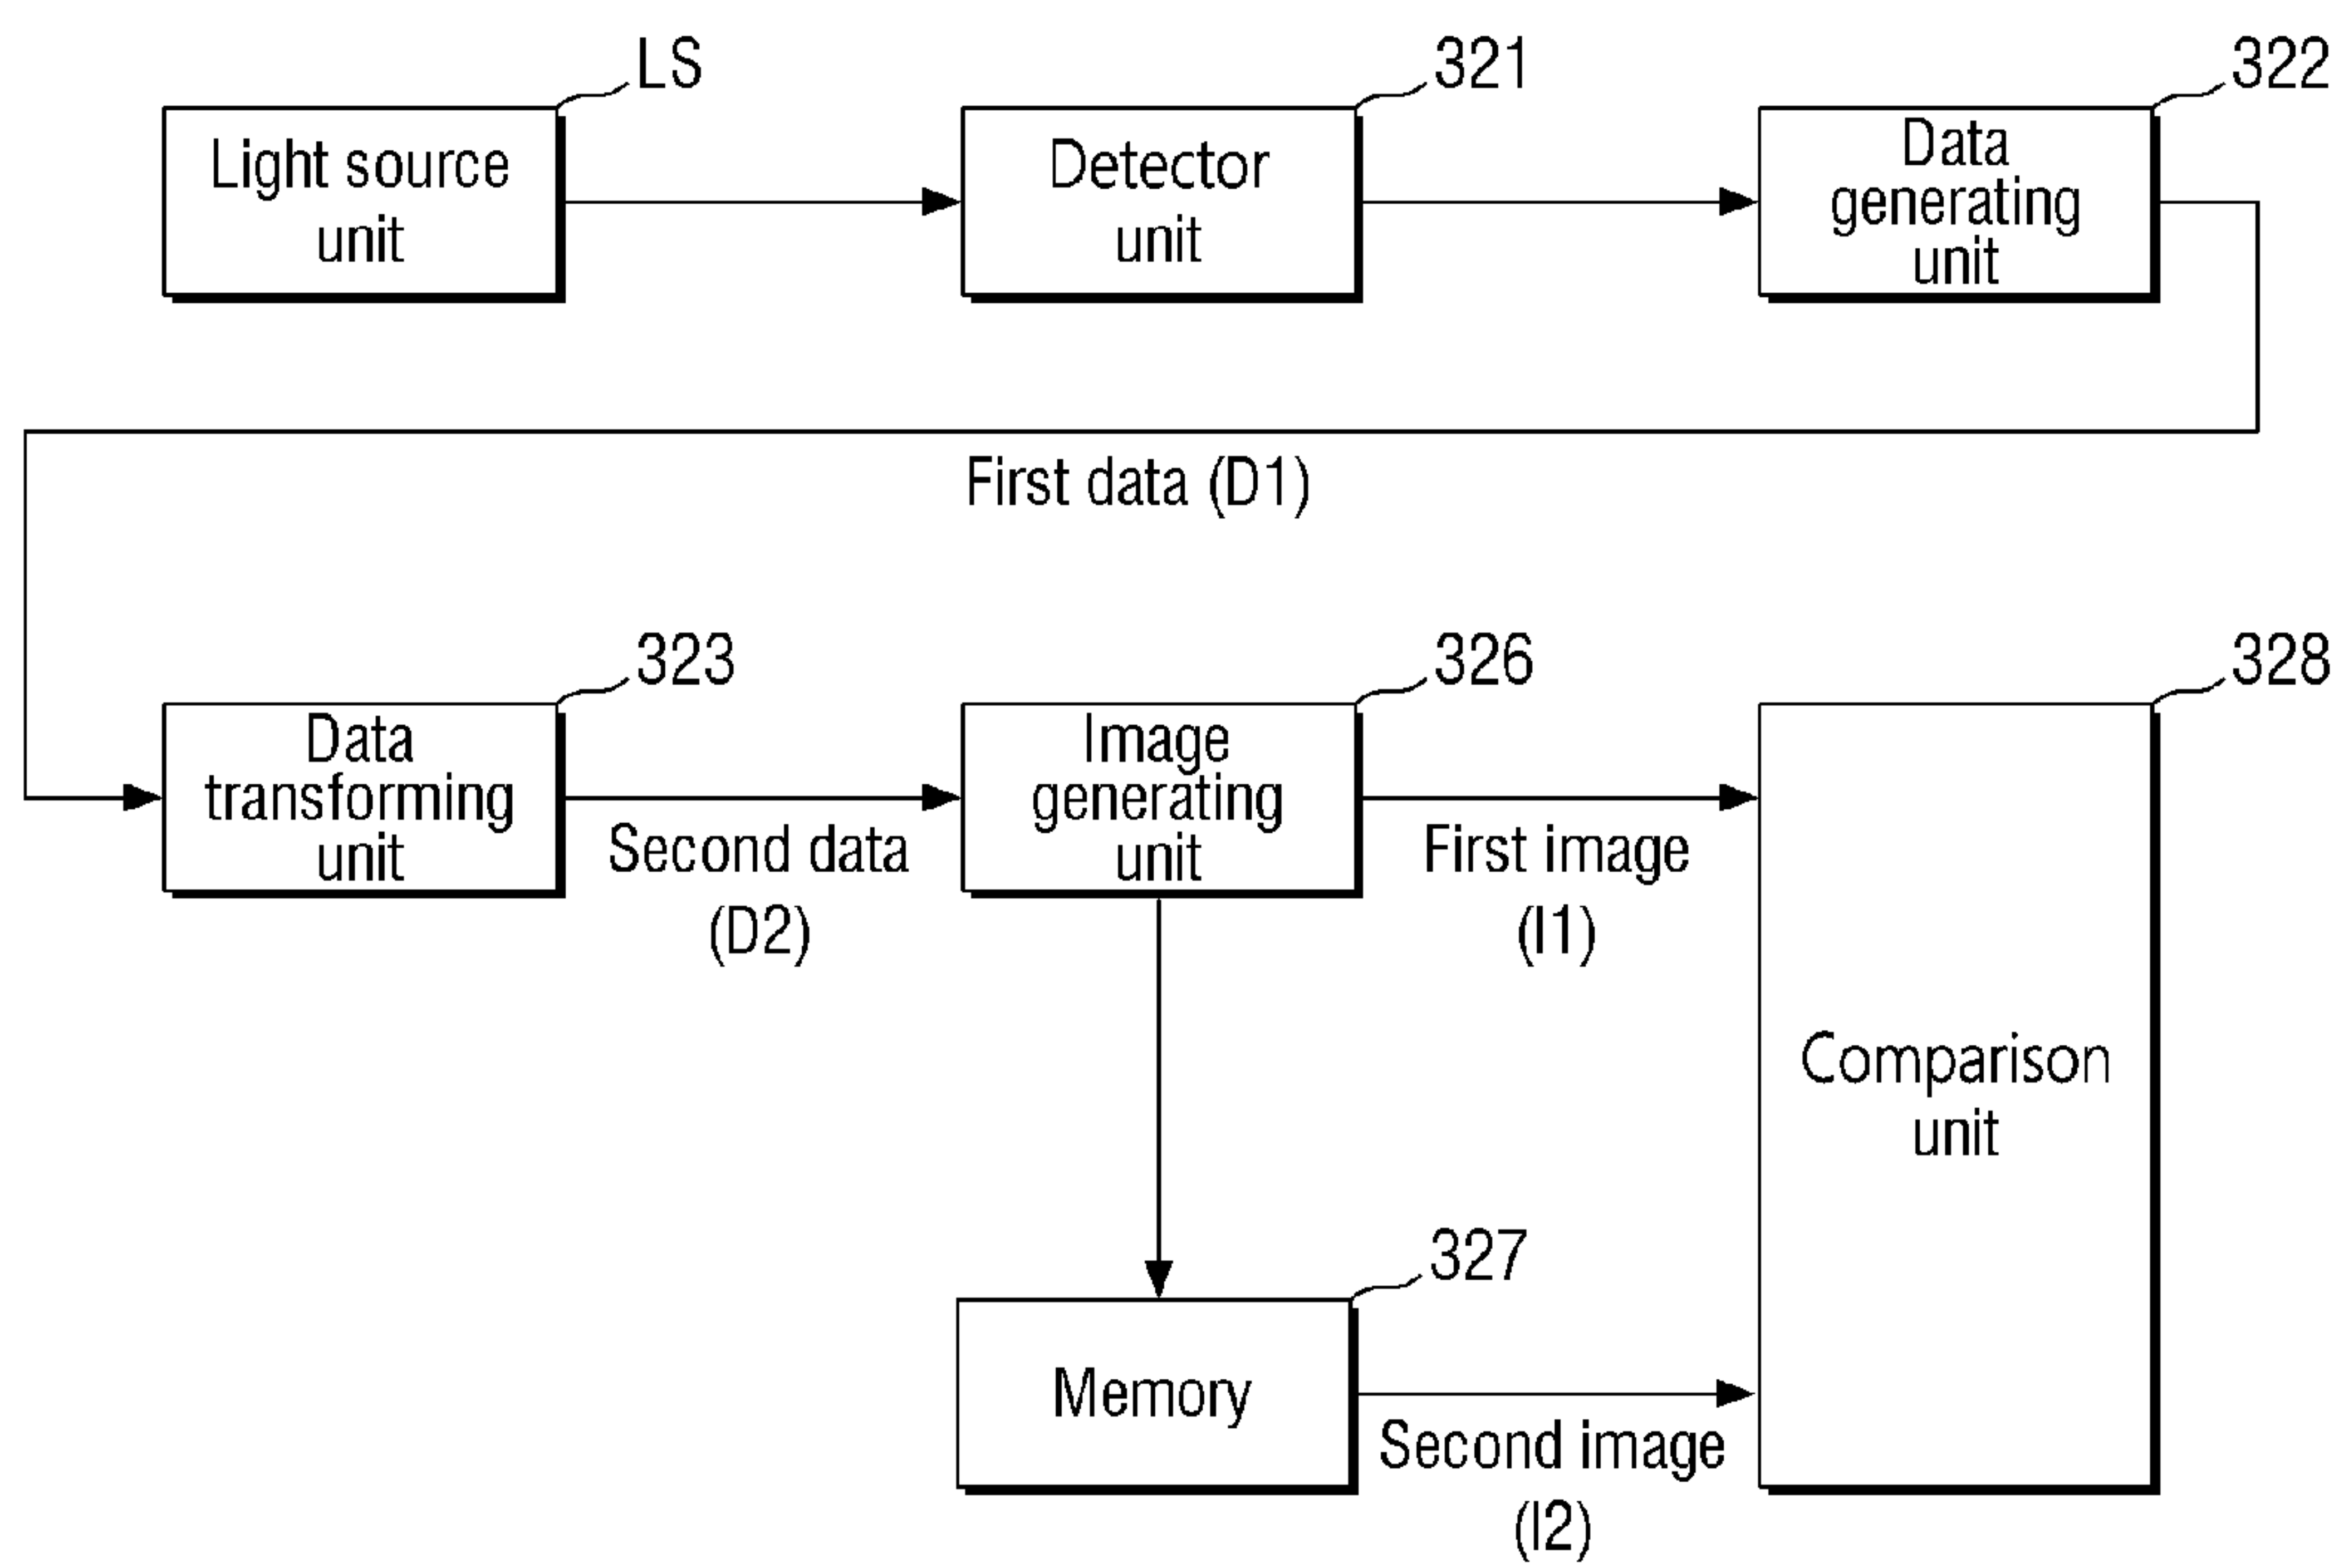 LS
321
322
Light source
unit
Detector
unit
Data
generating
unit
First data (D1)
323
326
328
Data
transforming
unit
Second data
(D2)
Image
generating
unit
First image
(I1)
Comparison
unit
327
Memory
Second image
(I2)